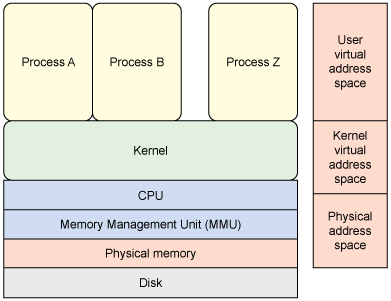 Process A
Process B
Process Z
Kernel
CPU
Memory Management Unit (MMU)
Physical memory
Disk
User
virtual
address
space
Kernel
virtual
address
space
Physical
address
space